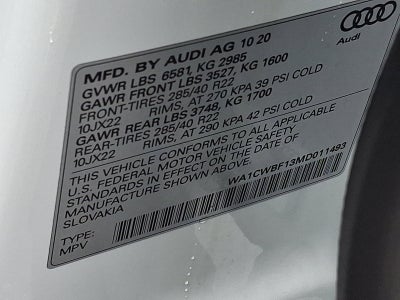 MFD. BY AUDI AG 10 20
GVWR LBS 6581, KG 2985
GAWR FRONT LBS 3527, KG 1600
FRONT-TIRES 285/40 R22
10JX22 RIMS, AT 270 KPA 39 PSI COLD
GAWR REAR LBS 3748, KG 1700
REAR-TIRES 285/40 R22
10JX22 RIMS, AT 290 KPA 42 PSI COLD
THIS VEHICLE CONFORMS TO ALL APPLICABLE
U.S. FEDERAL MOTOR VEHICLE SAFETY
STANDARDS IN EFFECT ON THE DATE OF
MANUFACTURE SHOWN ABOVE.
SLOVAKIA
WA1CWBF13MD011493
TYPE:
MPV
Audi